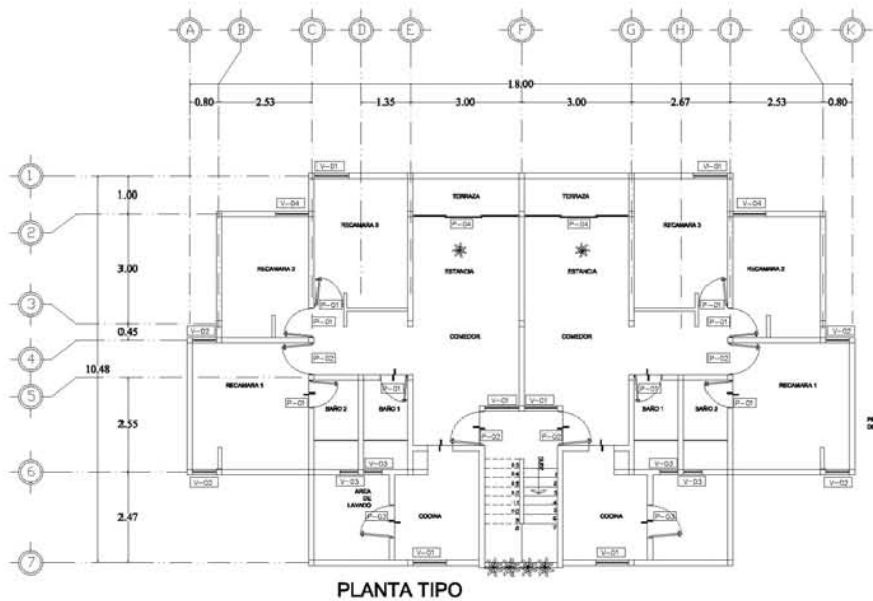 A B C D E F G H I J K
18.00
0.80 2.53 1.35 3.00 3.00 2.67 2.53 0.80
1
V-01 V-01
1.00
TERRAZA TERRAZA
V-04 V-04
2
RECAMARA 3 P-04 P-04 RECAMARA 3
3.00
RECAMARA 2 ESTANCIA ESTANCIA RECAMARA 2
3
P-01 P-01
P-01 P-01
0.45
V-02 COMEDOR COMEDOR V-02
4
P-02 P-02
10.48
5
RECAMARA 1 P-01 RECAMARA 1
P-01 V-01 V-01 P-01
BAÑO 2 BAÑO 1 BAÑO 1 BAÑO 2
2.55
P-02
6
V-02 V-03 V-03 V-03 V-03 V-02
SUBE
AREA
DE
LAVADO
2.47
P-03 COCINA COCINA P-03
V-01 V-01
7
PLANTA TIPO